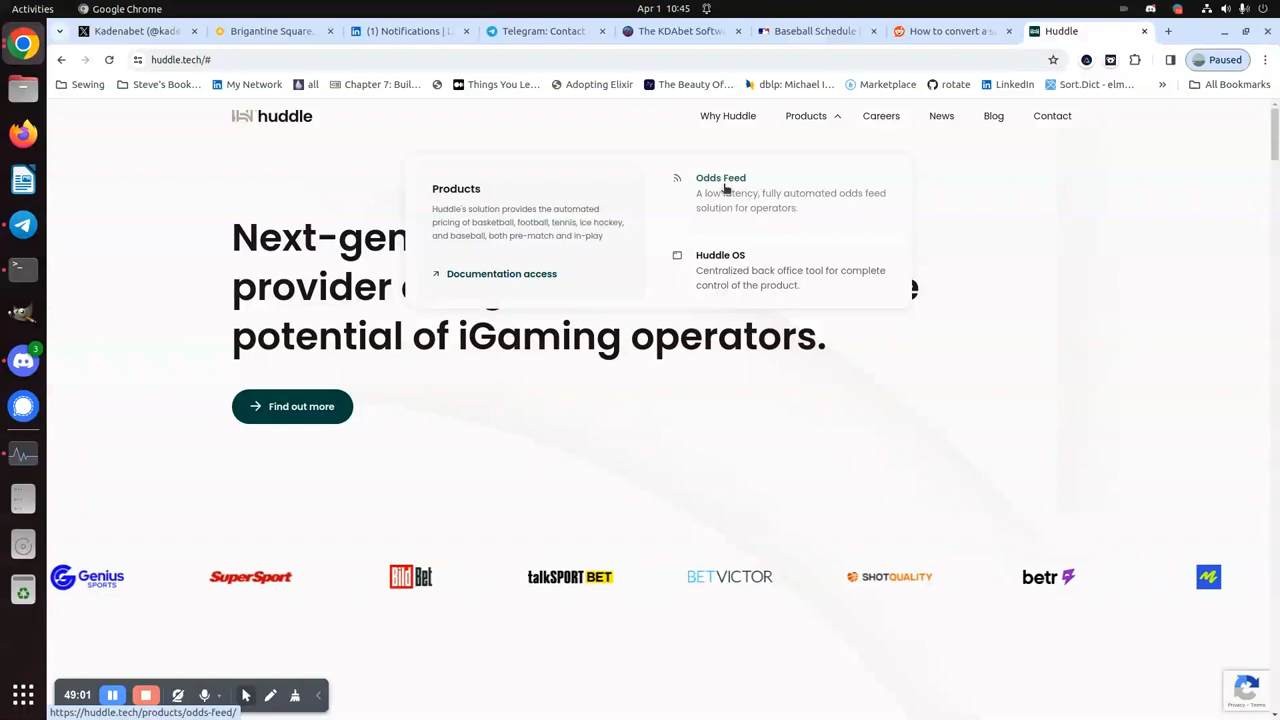 Activities
Google Chrome
Apr 1 10:45
Kadenabet (@kade
Brigantine Square.
(1) Notifications | L
Telegram: Contact
The KDAbet Softw
Baseball Schedule |
How to convert a s
Huddle
huddle.tech/#
Paused
Sewing
Steve's Book...
My Network
all
Chapter 7: Buil...
Things You Le...
Adopting Elixir
The Beauty Of...
dblp: Michael I...
Marketplace
rotate
LinkedIn
Sort.Dict - elm...
»
All Bookmarks
huddle
Why Huddle
Products
Careers
News
Blog
Contact
Products
Huddle's solution provides the automated
pricing of basketball, football, tennis, ice hockey,
and baseball, both pre-match and in-play
Documentation access
Odds Feed
A low latency, fully automated odds feed
solution for operators.
Huddle OS
Centralized back office tool for complete
control of the product.
Next-gen
provider
potential of iGaming operators.
Find out more
Genius
SPORTS
SuperSport
BildBet
talkSPORT BET
BETVICTOR
SHOTQUALITY
betr
3
49:01
https://huddle.tech/products/odds-feed/
Privacy - Terms